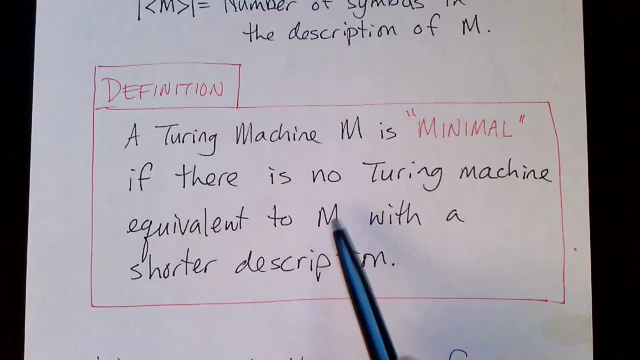 |<M>| = Number of symbols in
the description of M.
DEFINITION
A Turing Machine M is "MINIMAL"
if there is no Turing machine
equivalent to M with a
shorter description.